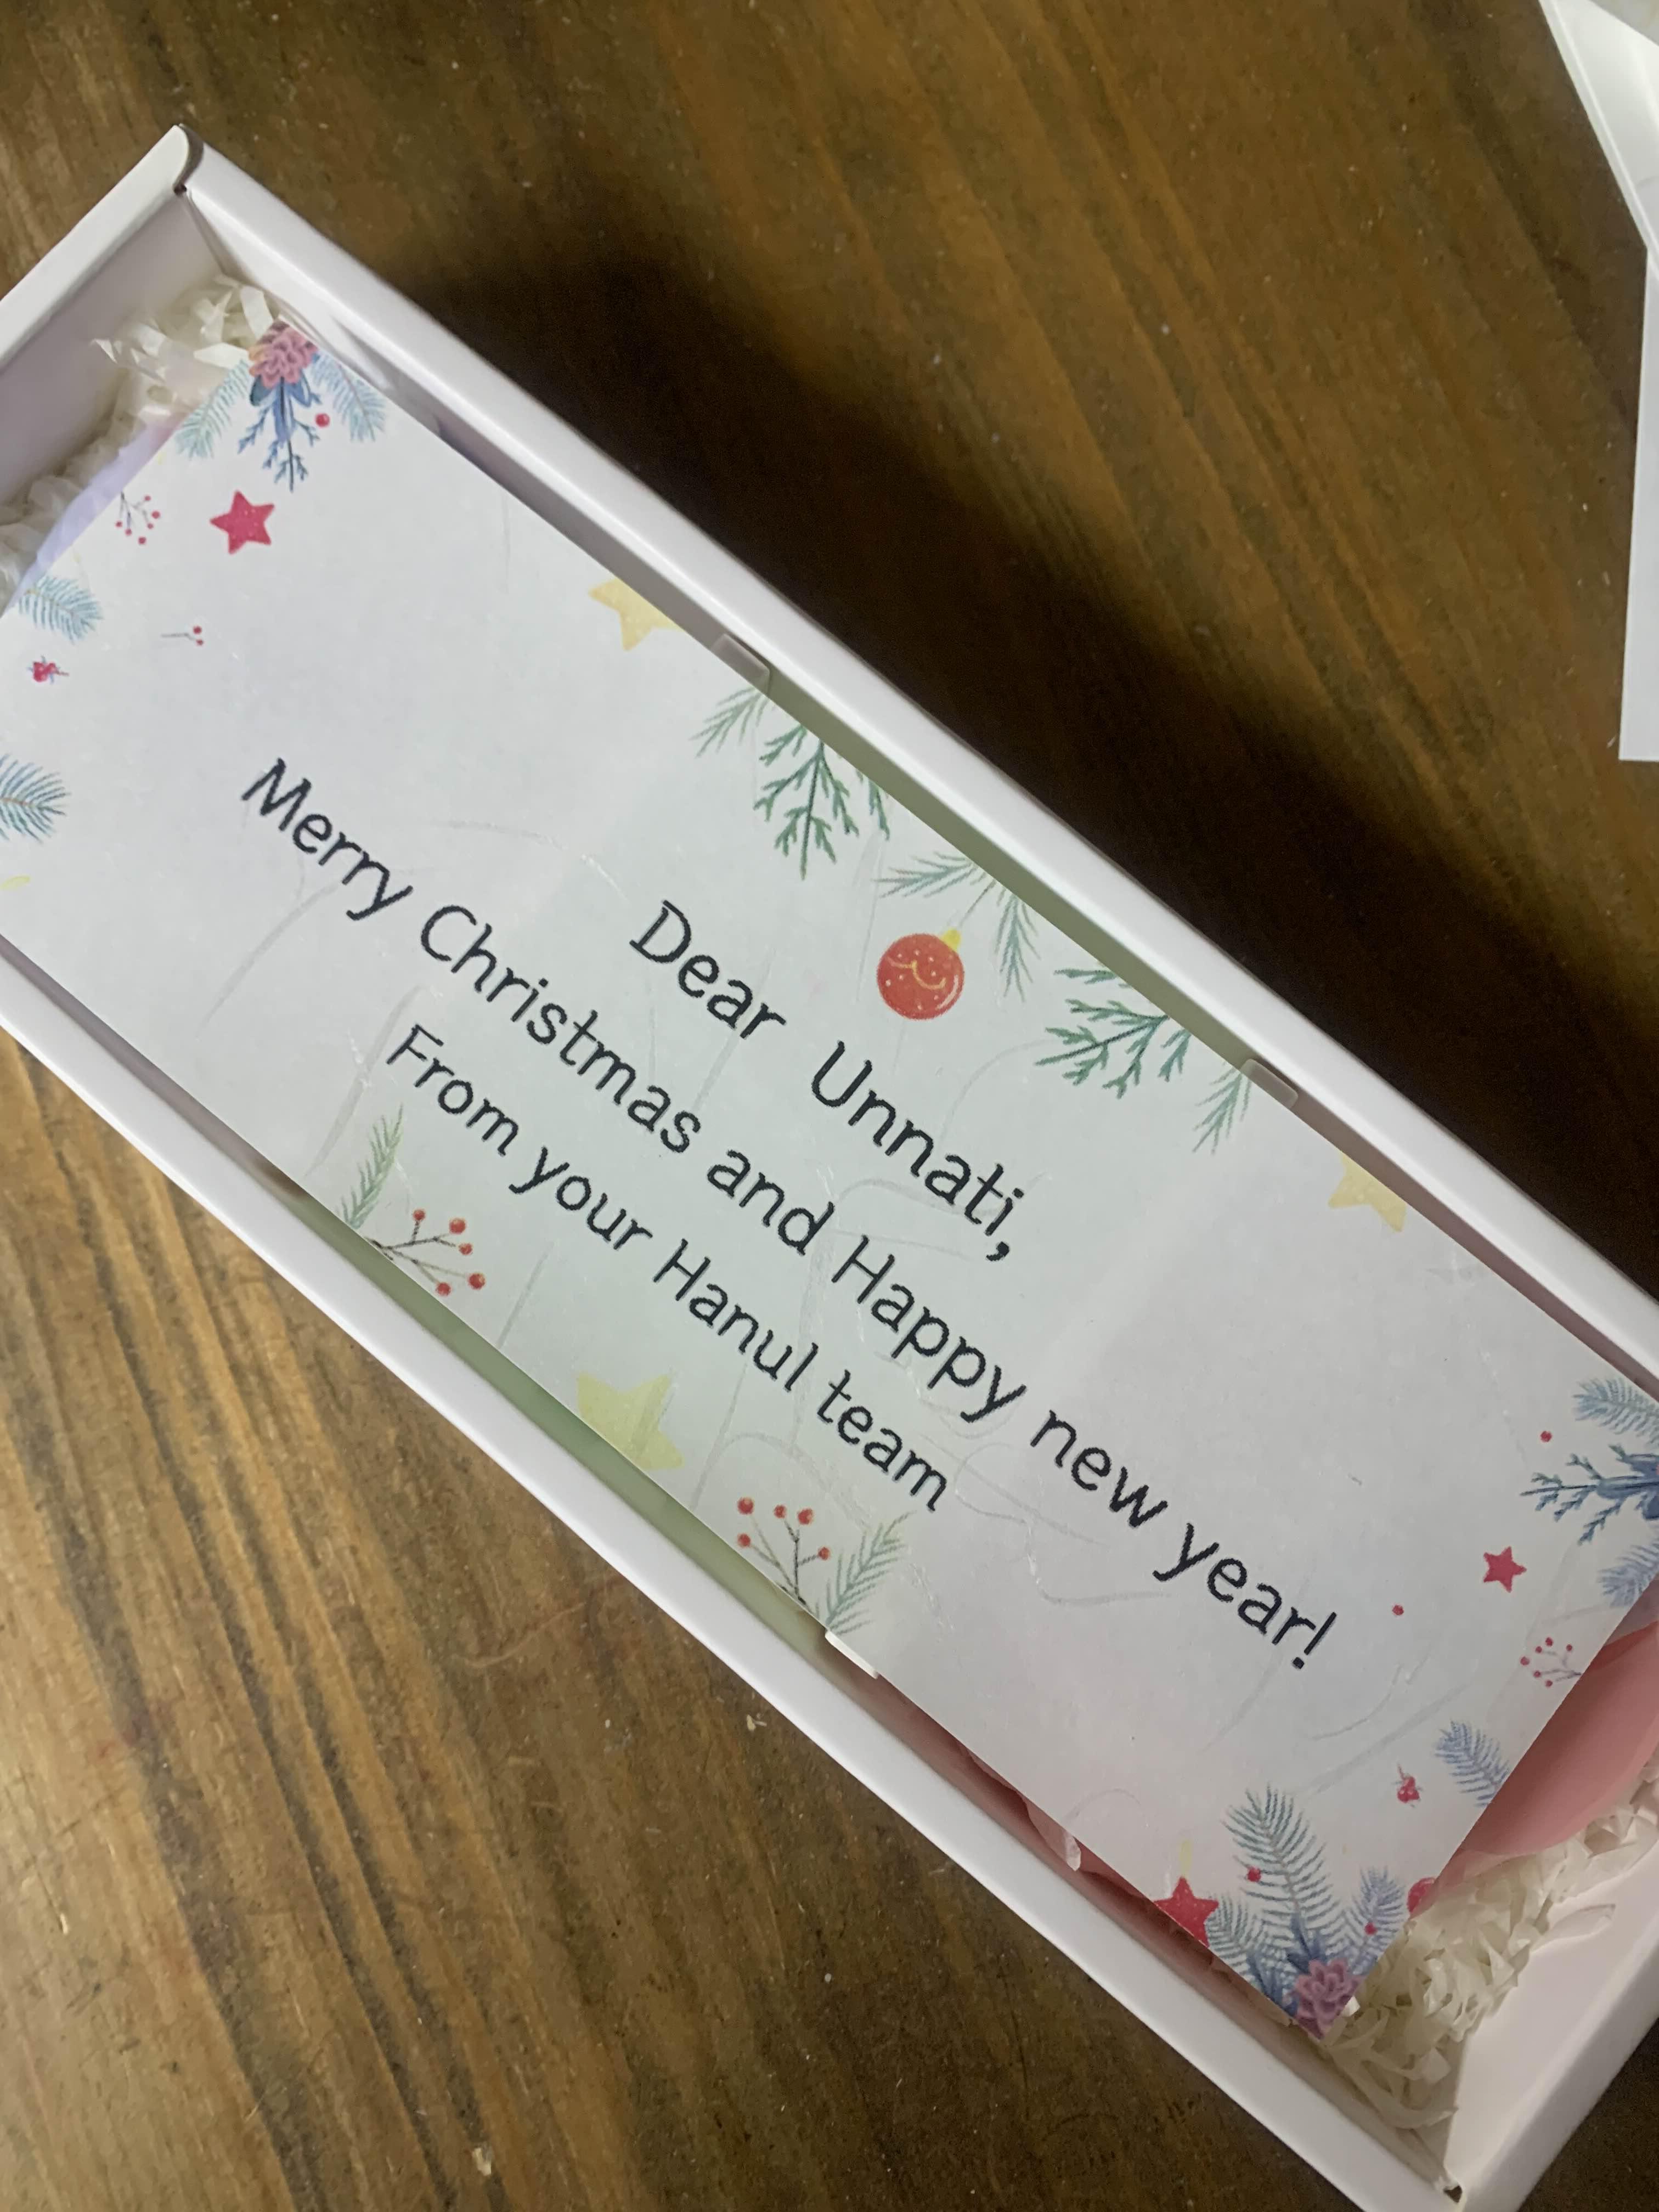 Dear Unnati,
Merry Christmas and Happy new year!
From your Hanul team